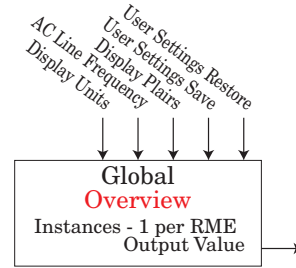 Display Units
AC Line Frequency
Display Plairs
User Settings Save
User Settings Restore
Global
Overview
Instances - 1 per RME
Output Value